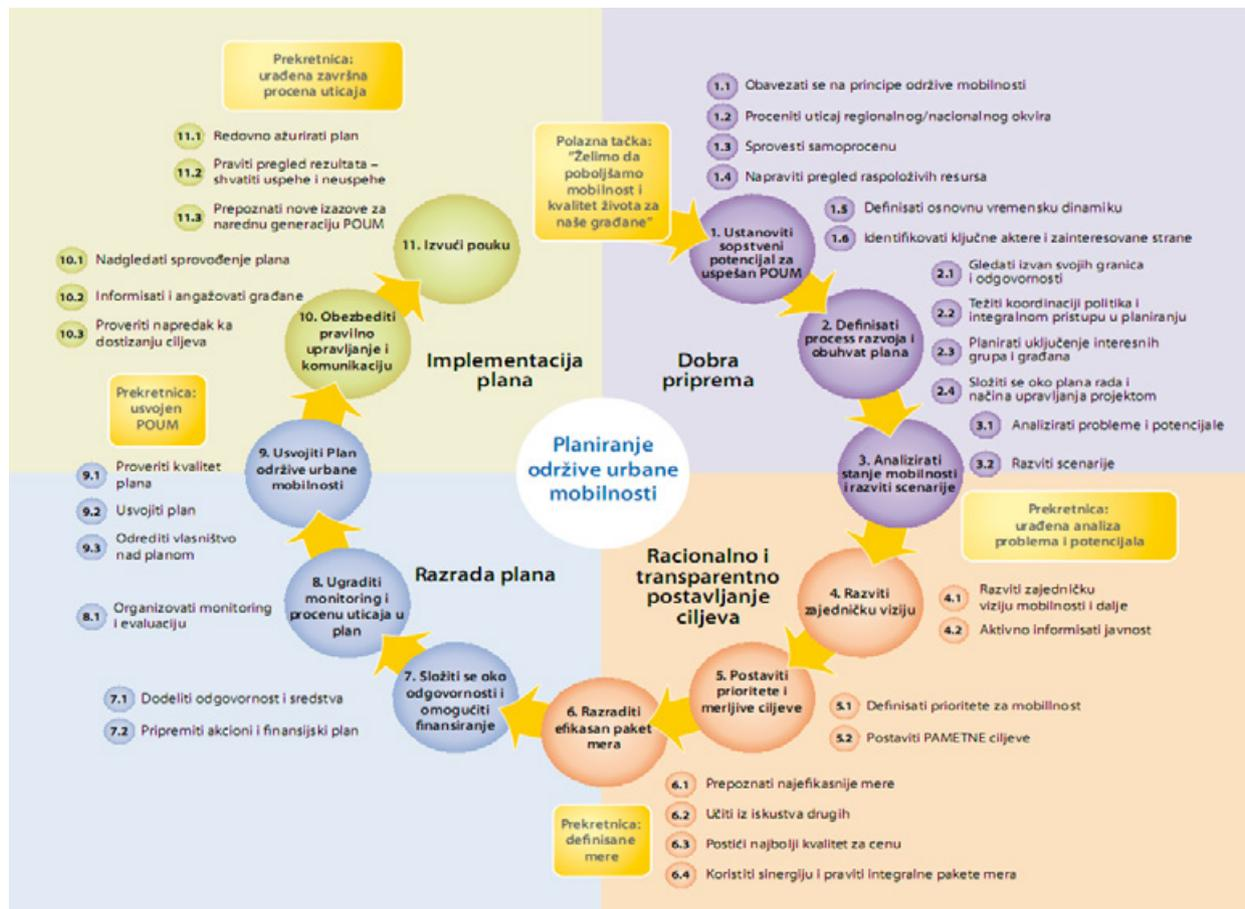 Prekretnica:
urađena završna
procena uticaja
11.1 Redovno ažurirati plan
11.2 Praviti pregled rezultata –
shvatiti uspehe i neuspehe
11.3 Prepoznati nove izazove za
narednu generaciju POUM
10.1 Nadgledati sprovođenje plana
10.2 Informisati i angažovati građane
10.3 Proveriti napredak ka
dostizanju ciljeva
11. Izvući pouku
10. Obezbediti
pravilno
upravljanje i
komunikaciju
Implementacija
plana
Prekretnica:
usvojen
POUM
Polazna tačka:
"Želimo da
poboljšamo
mobilnost i
kvalitet života za
naše građane"
1.1 Obavezati se na principe održive mobilnosti
1.2 Proceniti uticaj regionalnog/nacionalnog okvira
1.3 Sprovesti samoprocenu
1.4 Napraviti pregled raspoloživih resursa
1.5 Definisati osnovnu vremensku dinamiku
1.6 Identifikovati ključne aktere i zainteresovane strane
1. Ustanoviti
sopstveni
potencijal za
uspešan POUM
2.1 Gledati izvan svojih granica
i odgovornosti
2.2 Težiti koordinaciji politika i
integralnom pristupu u planiranju
2.3 Planirati uključenje interesnih
grupa i građana
2.4 Složiti se oko plana rada i
načina upravljanja projektom
2. Definisati
process razvoja i
obuhvat plana
Dobra
priprema
3.1 Analizirati probleme i potencijale
3.2 Razviti scenarije
3. Analizirati
stanje mobilnosti
i razviti scenarije
Prekretnica:
urađena analiza
problema i potencijala
Planiranje
održive urbane
mobilnosti
Racionalno i
transparentno
postavljanje
ciljeva
4. Razviti
zajedničku viziju
4.1 Razviti zajedničku
viziju mobilnosti i dalje
4.2 Aktivno informisati javnost
5. Postaviti
prioritete i
merljive ciljeve
5.1 Definisati prioritete za mobillnost
5.2 Postaviti PAMETNE ciljeve
6. Razraditi
efikasan paket
mera
6.1 Prepoznati najefikasnije mere
6.2 Učiti iz iskustva drugih
6.3 Postići najbolji kvalitet za cenu
6.4 Koristiti sinergiju i praviti integralne pakete mera
Prekretnica:
definisane
mere
Razrada plana
7. Složiti se oko
odgovornosti i
omogućiti
finansiranje
7.1 Dodeliti odgovornost i sredstva
7.2 Pripremiti akcioni i finansijski plan
8. Ugraditi
monitoring i
procenu uticaja u
plan
8.1 Organizovati monitoring
i evaluaciju
9. Usvojiti Plan
održive urbane
mobilnosti
9.1 Proveriti kvalitet
plana
9.2 Usvojiti plan
9.3 Odrediti vlasništvo
nad planom